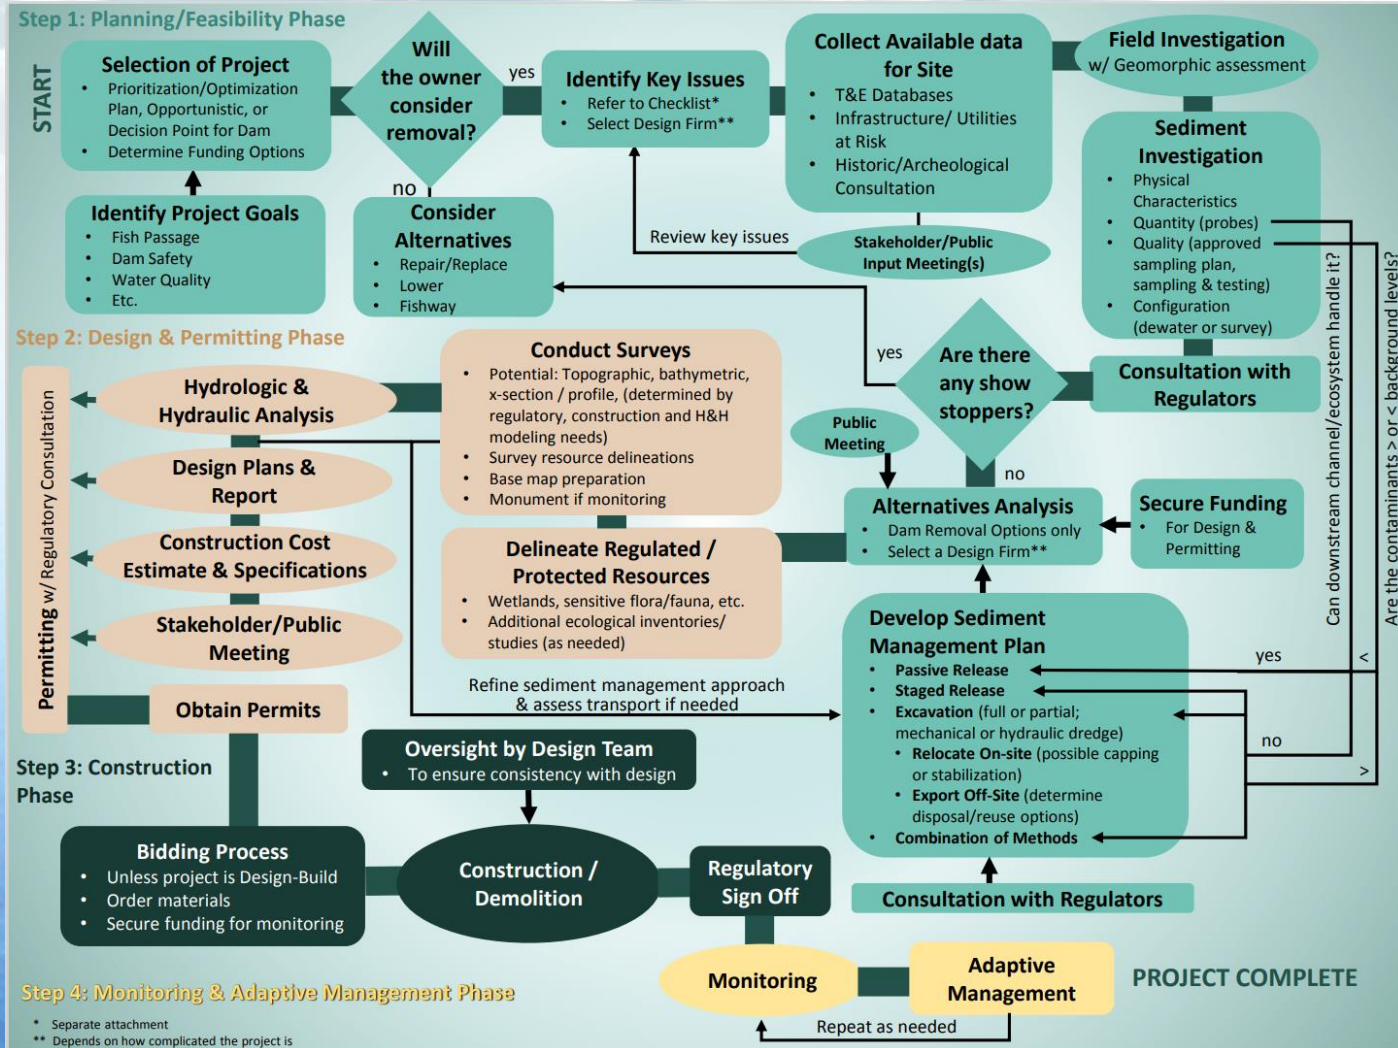 Step 1: Planning/Feasibility Phase
START
Selection of Project
• Prioritization/Optimization
Plan, Opportunistic, or
Decision Point for Dam
• Determine Funding Options
Identify Project Goals
• Fish Passage
• Dam Safety
• Water Quality
• Etc.
Will
the owner
consider
removal?
yes
no
Consider
Alternatives
• Repair/Replace
• Lower
• Fishway
Identify Key Issues
• Refer to Checklist*
• Select Design Firm**
Review key issues
Collect Available data
for Site
• T&E Databases
• Infrastructure/ Utilities
at Risk
• Historic/Archeological
Consultation
Stakeholder/Public
Input Meeting(s)
Field Investigation
w/ Geomorphic assessment
Sediment
Investigation
• Physical
Characteristics
• Quantity (probes)
• Quality (approved
sampling plan,
sampling & testing)
• Configuration
(dewater or survey)
Can downstream channel/ecosystem handle it?
Are the contaminants > or < background levels?
Consultation with
Regulators
Are there
any show
stoppers?
yes
no
Public
Meeting
Alternatives Analysis
• Dam Removal Options only
• Select a Design Firm**
Secure Funding
• For Design &
Permitting
Develop Sediment
Management Plan
• Passive Release
• Staged Release
• Excavation (full or partial;
mechanical or hydraulic dredge)
• Relocate On-site (possible capping
or stabilization)
• Export Off-Site (determine
disposal/reuse options)
• Combination of Methods
yes
<
no
>
Consultation with Regulators
Step 2: Design & Permitting Phase
Conduct Surveys
• Potential: Topographic, bathymetric,
x-section / profile, (determined by
regulatory, construction and H&H
modeling needs)
• Survey resource delineations
• Base map preparation
• Monument if monitoring
Delineate Regulated /
Protected Resources
• Wetlands, sensitive flora/fauna, etc.
• Additional ecological inventories/
studies (as needed)
Refine sediment management approach
& assess transport if needed
Hydrologic &
Hydraulic Analysis
Design Plans &
Report
Construction Cost
Estimate & Specifications
Stakeholder/Public
Meeting
Permitting w/ Regulatory Consultation
Obtain Permits
Step 3: Construction
Phase
Oversight by Design Team
• To ensure consistency with design
Bidding Process
• Unless project is Design-Build
• Order materials
• Secure funding for monitoring
Construction /
Demolition
Regulatory
Sign Off
Step 4: Monitoring & Adaptive Management Phase
Monitoring
Adaptive
Management
Repeat as needed
PROJECT COMPLETE
* Separate attachment
** Depends on how complicated the project is